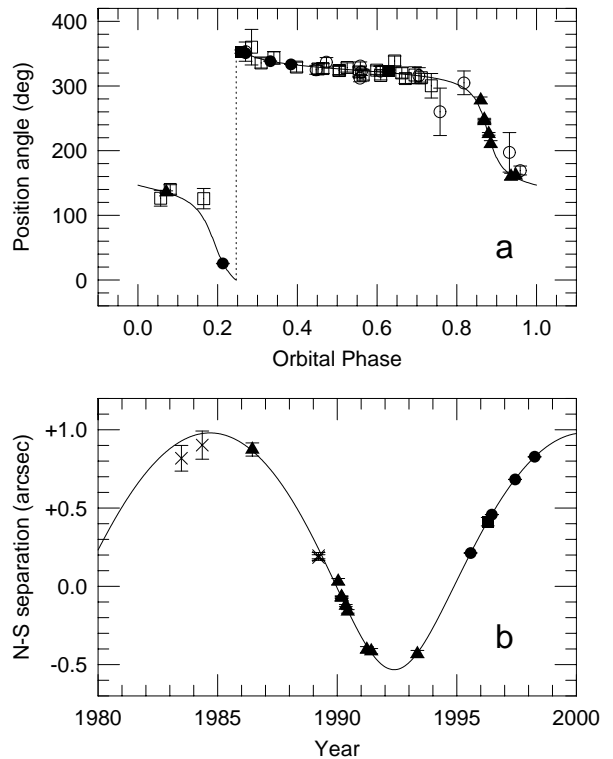 400
300
200
100
0
Position angle (deg)
a
0.0 0.2 0.4 0.6 0.8 1.0
Orbital Phase
+1.0
+0.5
0.0
-0.5
N-S separation (arcsec)
b
1980 1985 1990 1995 2000
Year